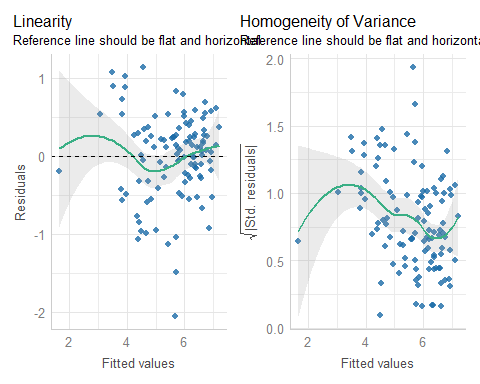 Linearity
Reference line should be flat and horizontal
Residuals
1
0
-1
-2
2
4
6
Fitted values
Homogeneity of Variance
Reference line should be flat and horizonta
√|Std. residuals|
2.0
1.5
1.0
0.5
0.0
2
4
6
Fitted values